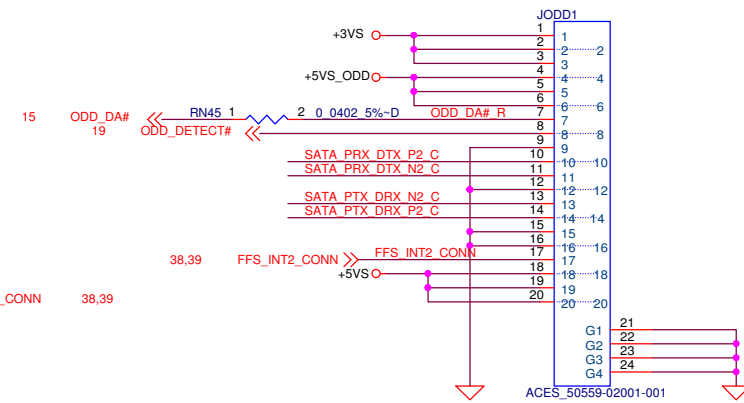 JODD1
+3VS 1 1
2 2 2
3 3
+5VS_ODD 4 4 4
5 5
6 6 6
15 ODD_DA# RN45 1 2 0_0402_5%~D ODD_DA#_R 7 7
19 ODD_DETECT# 8 8 8
9 9
SATA_PRX_DTX_P2_C 10 10 10
SATA_PRX_DTX_N2_C 11 11
12 12 12
SATA_PTX_DRX_N2_C 13 13
SATA_PTX_DRX_P2_C 14 14 14
15 15
16 16 16
38,39 FFS_INT2_CONN FFS_INT2_CONN 17 17
+5VS 18 18 18
19 19
_CONN 38,39 20 20 20
G1 21
G2 22
G3 23
G4 24
ACES_50559-02001-001